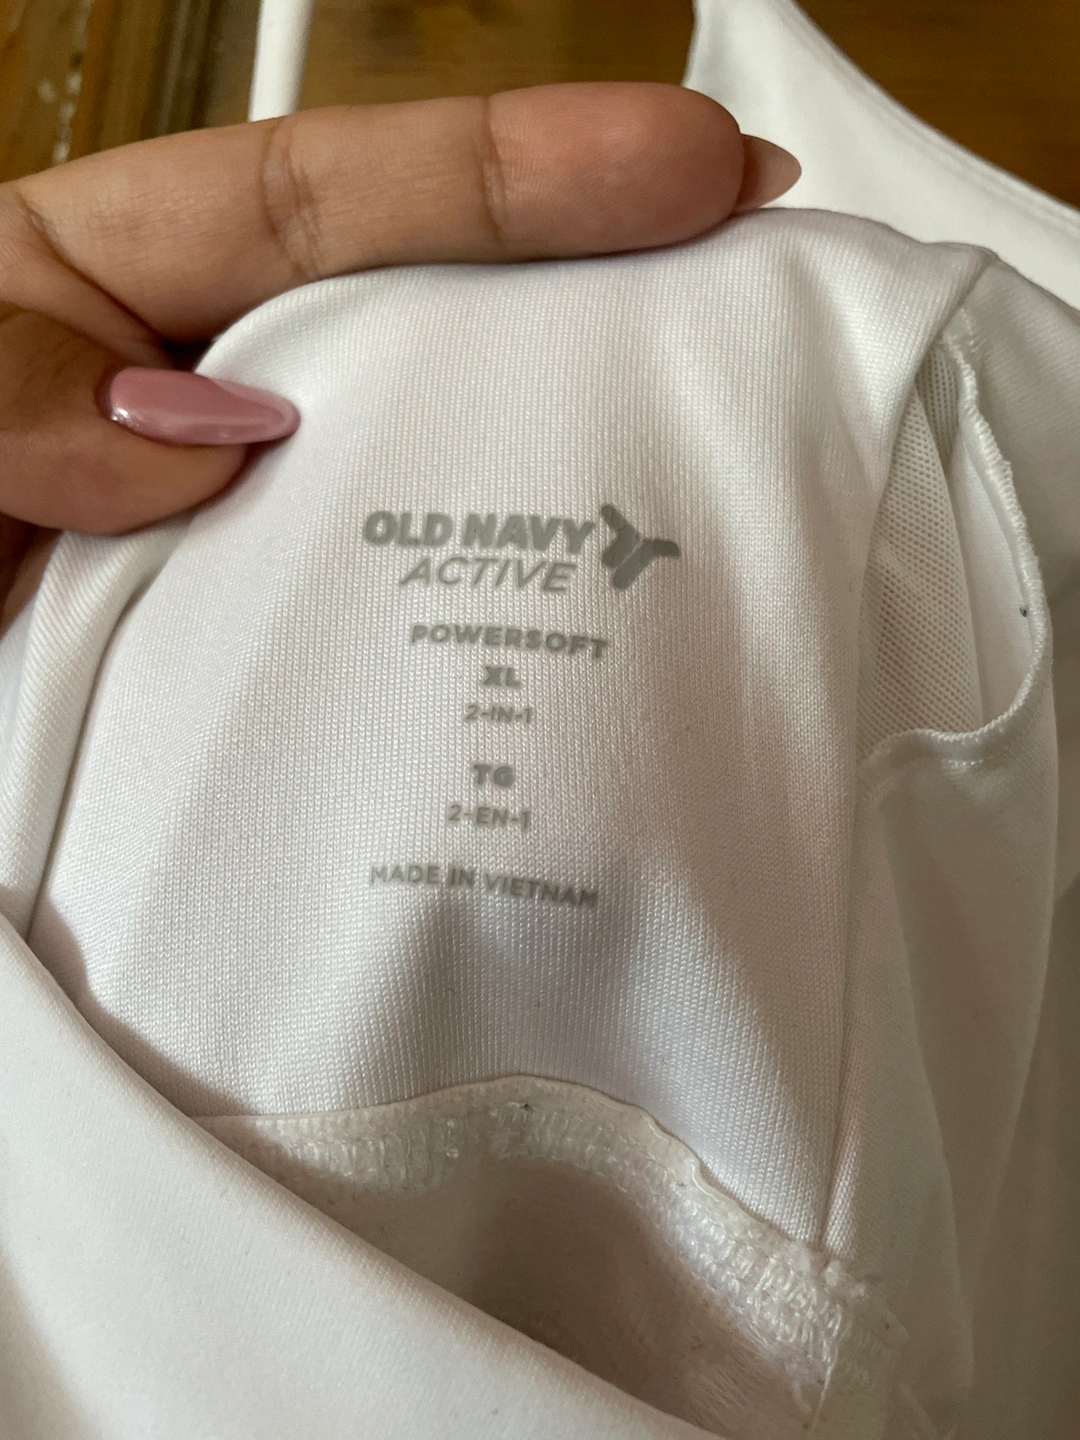 OLD NAVY
ACTIVE
POWERSOFT
XL
2-IN-1
TG
2-EN-1
MADE IN VIETNAM